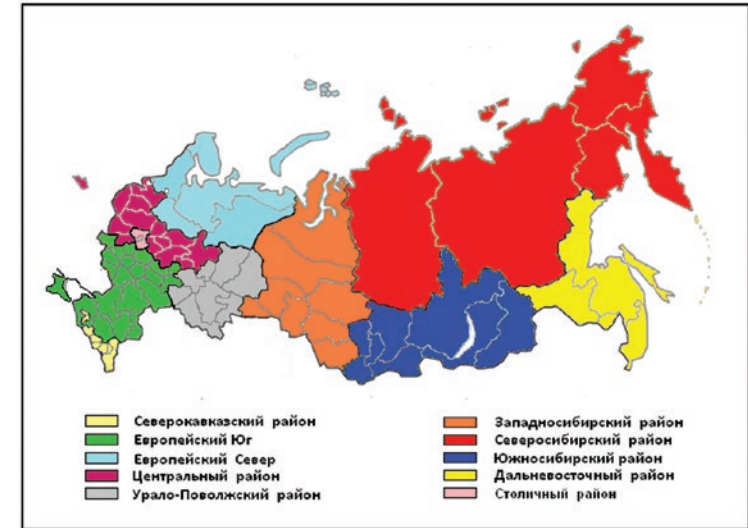 Северокавказский район
Европейский Юг
Европейский Север
Центральный район
Урало-Поволжский район
Западносибирский район
Северосибирский район
Южносибирский район
Дальневосточный район
Столичный район